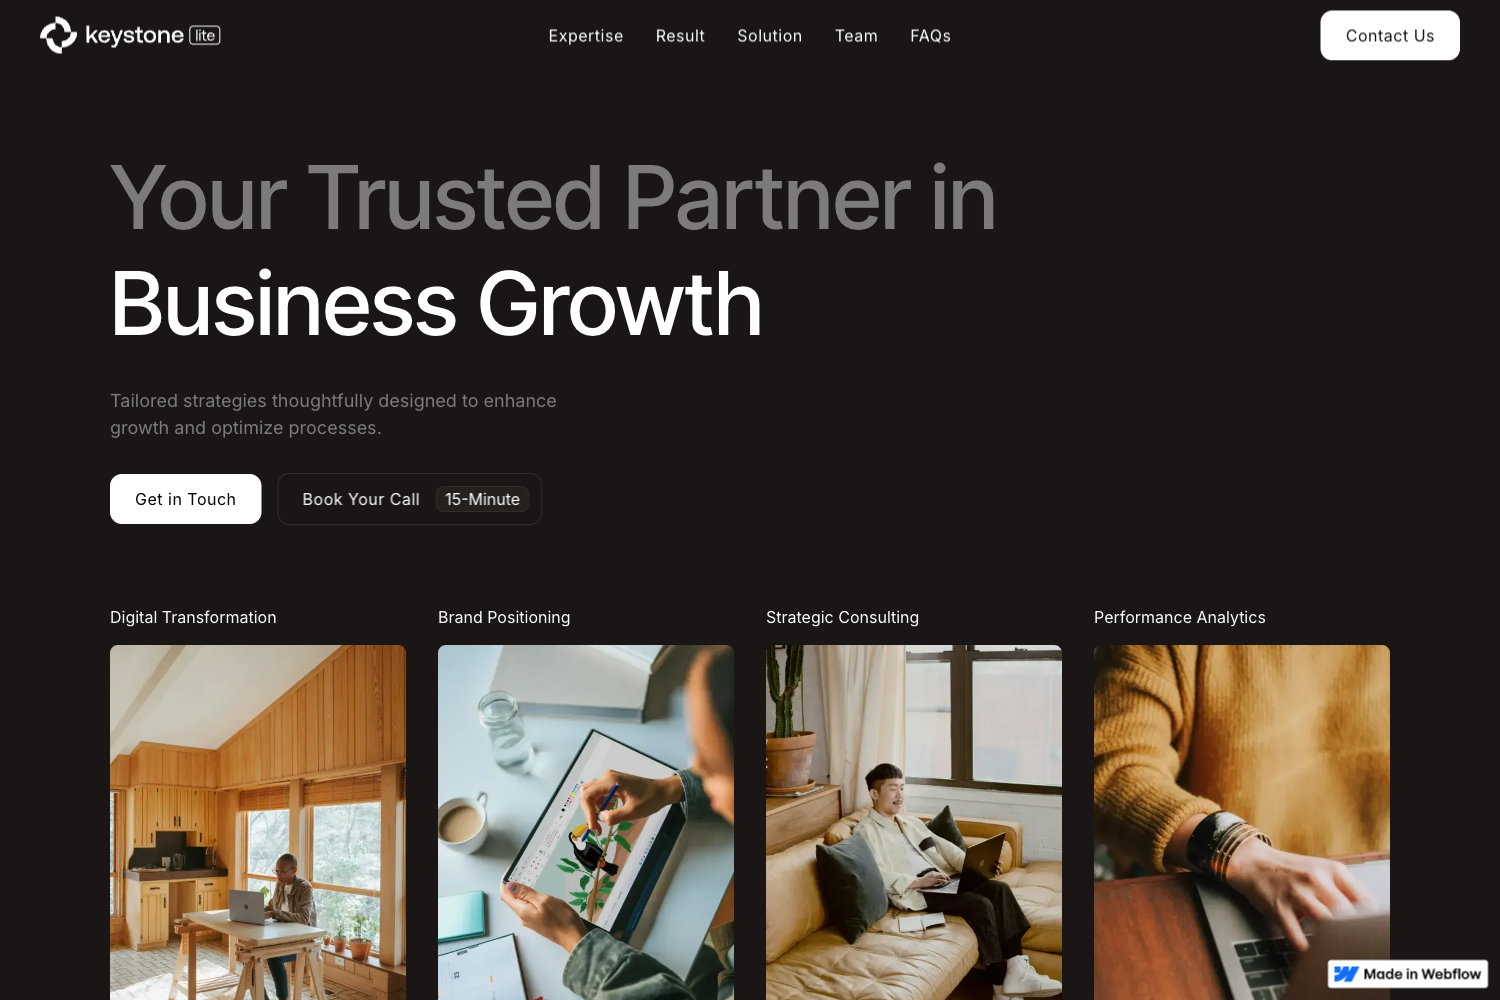 keystone lite
Expertise Result Solution Team FAQs
Contact Us
Your Trusted Partner in
Business Growth
Tailored strategies thoughtfully designed to enhance
growth and optimize processes.
Get in Touch
Book Your Call 15-Minute
Digital Transformation
Brand Positioning
Strategic Consulting
Performance Analytics
Made in Webflow